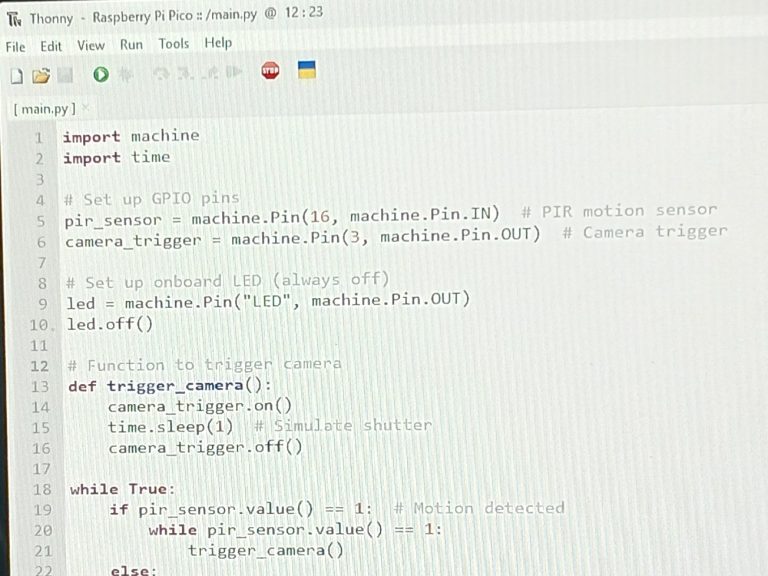 Thonny - Raspberry Pi Pico :: /main.py @ 12:23
File Edit View Run Tools Help
STOP
[ main.py ] ×
1 import machine
2 import time
3
4 # Set up GPIO pins
5 pir_sensor = machine.Pin(16, machine.Pin.IN)  # PIR motion sensor
6 camera_trigger = machine.Pin(3, machine.Pin.OUT)  # Camera trigger
7
8 # Set up onboard LED (always off)
9 led = machine.Pin("LED", machine.Pin.OUT)
10 led.off()
11
12 # Function to trigger camera
13 def trigger_camera():
14     camera_trigger.on()
15     time.sleep(1)  # Simulate shutter
16     camera_trigger.off()
17
18 while True:
19     if pir_sensor.value() == 1:  # Motion detected
20         while pir_sensor.value() == 1:
21             trigger_camera()
22     else: